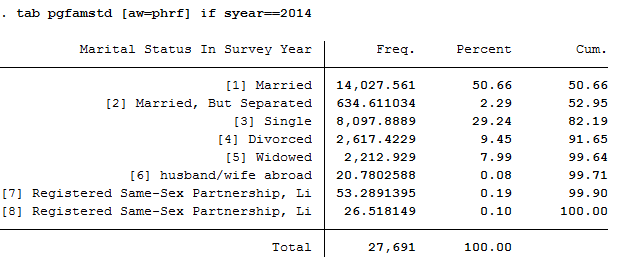 . tab pgfamstd [aw=phrf] if syear==2014
Marital Status In Survey Year Freq. Percent Cum.
[1] Married 14,027.561 50.66 50.66
[2] Married, But Separated 634.611034 2.29 52.95
[3] Single 8,097.8889 29.24 82.19
[4] Divorced 2,617.4229 9.45 91.65
[5] Widowed 2,212.929 7.99 99.64
[6] husband/wife abroad 20.7802588 0.08 99.71
[7] Registered Same-Sex Partnership, Li 53.2891395 0.19 99.90
[8] Registered Same-Sex Partnership, Li 26.518149 0.10 100.00
Total 27,691 100.00